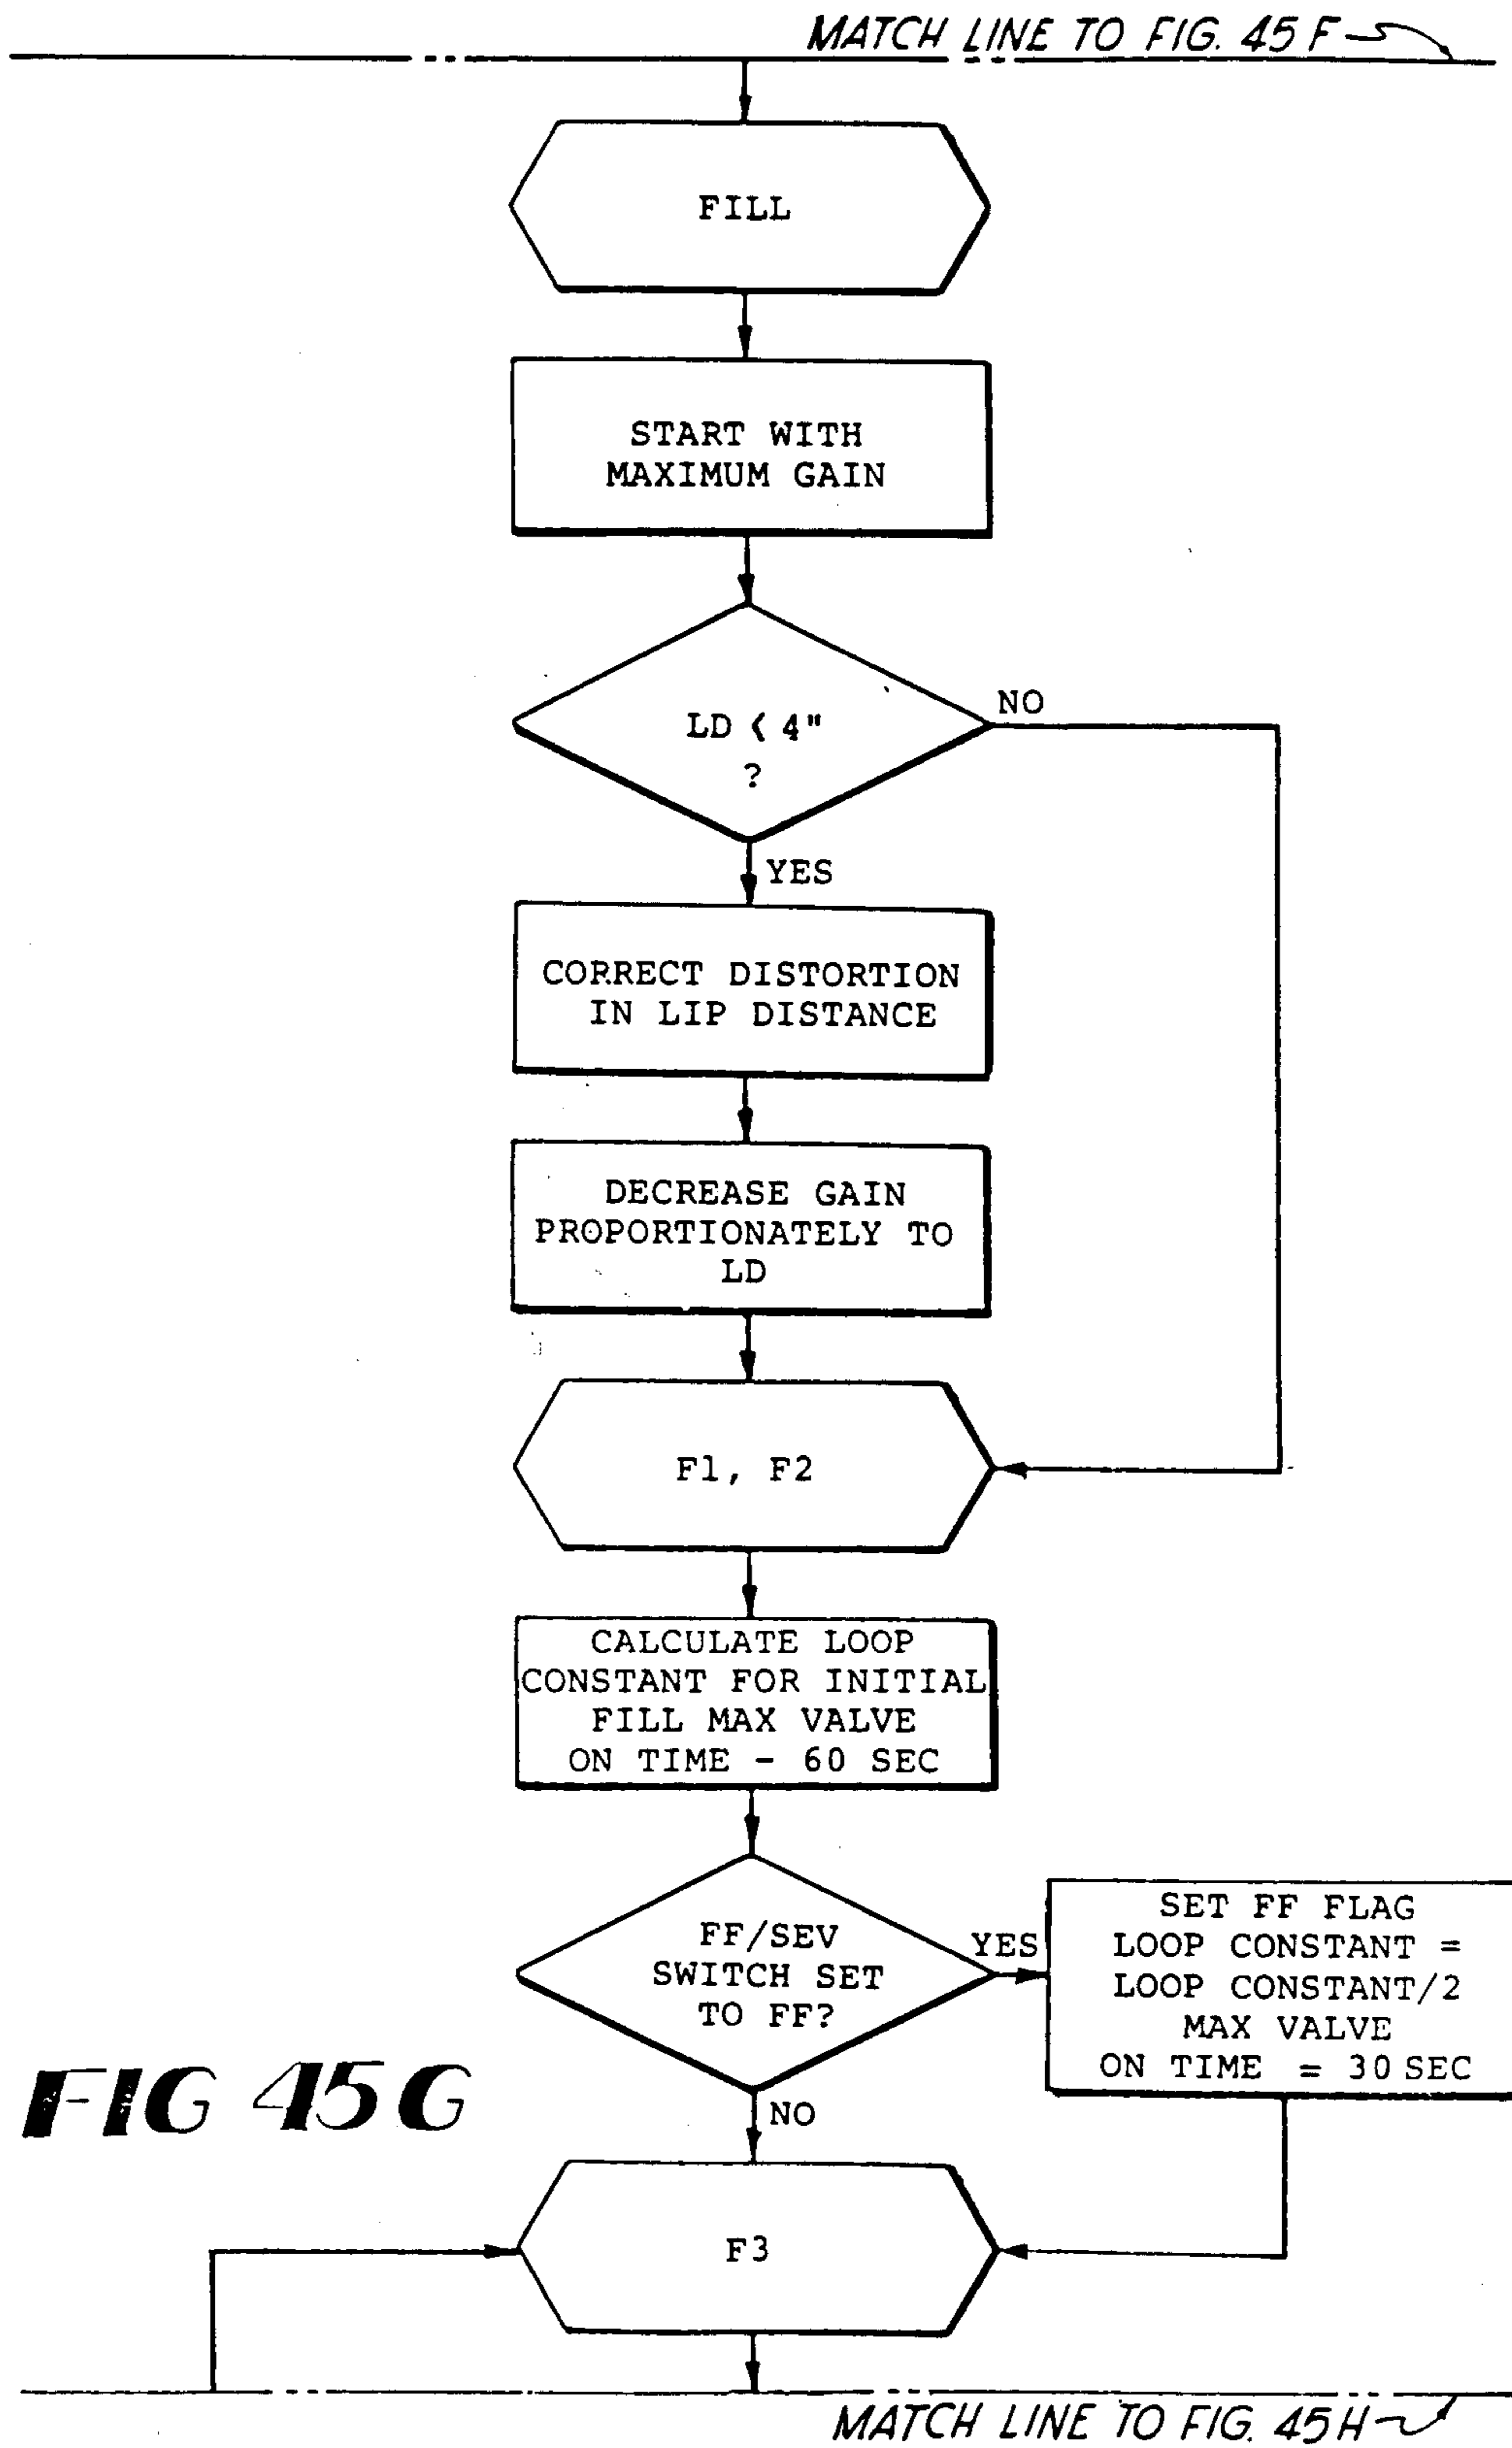 MATCH LINE TO FIG. 45F
FILL
START WITH
MAXIMUM GAIN
LD < 4"
?
NO
YES
CORRECT DISTORTION
IN LIP DISTANCE
DECREASE GAIN
PROPORTIONATELY TO
LD
F1, F2
CALCULATE LOOP
CONSTANT FOR INITIAL
FILL MAX VALVE
ON TIME - 60 SEC
FF/SEV
SWITCH SET
TO FF?
YES
SET FF FLAG
LOOP CONSTANT =
LOOP CONSTANT/2
MAX VALVE
ON TIME = 30 SEC
NO
FIG 45G
F3
MATCH LINE TO FIG. 45H